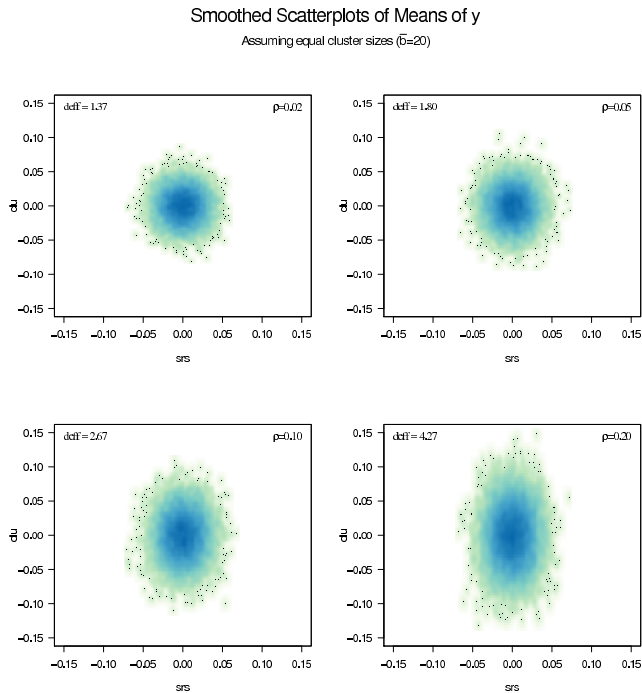 Smoothed Scatterplots of Means of y
Assuming equal cluster sizes (b̅=20)
deff = 1.37
ρ=0.02
0.15
0.10
0.05
0.00
−0.05
−0.10
−0.15
clu
−0.15 −0.10 −0.05 0.00 0.05 0.10 0.15
srs
deff = 1.80
ρ=0.05
0.15
0.10
0.05
0.00
−0.05
−0.10
−0.15
clu
−0.15 −0.10 −0.05 0.00 0.05 0.10 0.15
srs
deff = 2.67
ρ=0.10
0.15
0.10
0.05
0.00
−0.05
−0.10
−0.15
clu
−0.15 −0.10 −0.05 0.00 0.05 0.10 0.15
srs
deff = 4.27
ρ=0.20
0.15
0.10
0.05
0.00
−0.05
−0.10
−0.15
clu
−0.15 −0.10 −0.05 0.00 0.05 0.10 0.15
srs